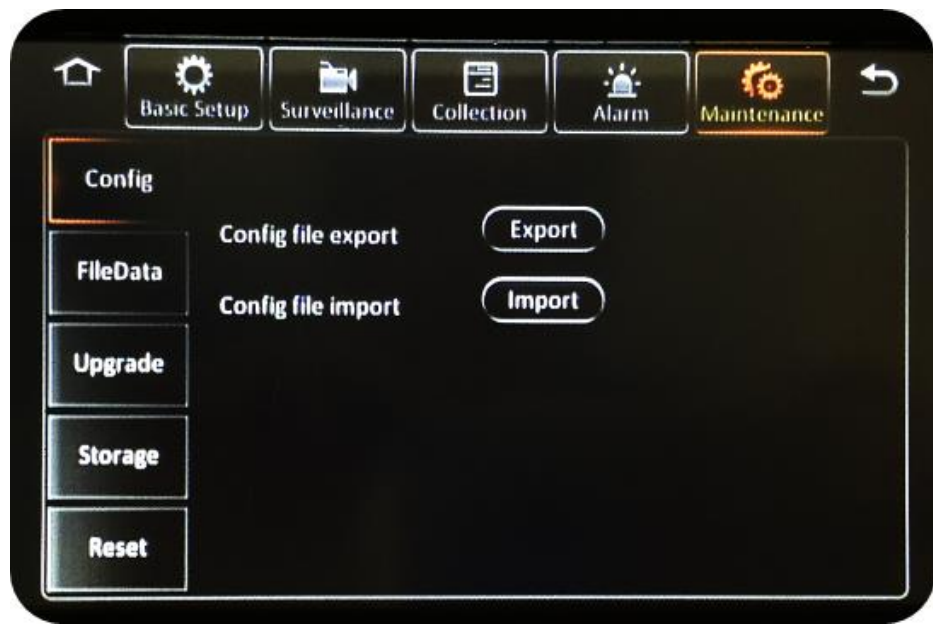 Basic Setup
Surveillance
Collection
Alarm
Maintenance
Config
Config file export
Export
FileData
Config file import
Import
Upgrade
Storage
Reset